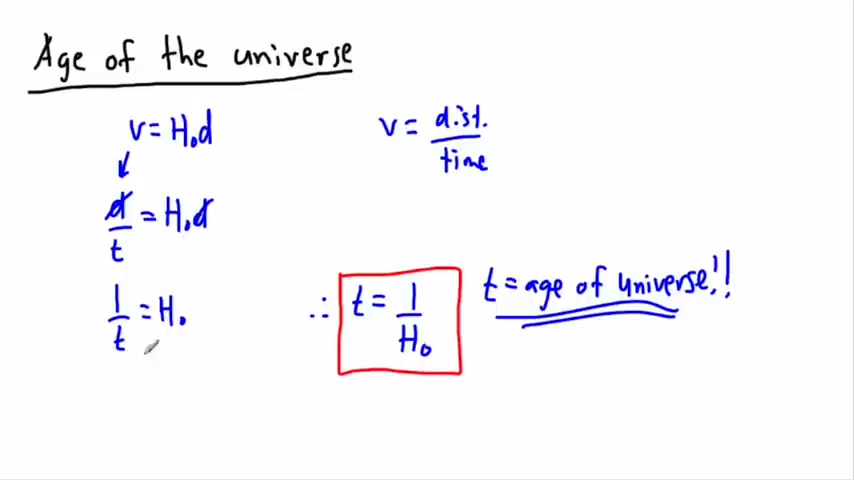 Age of the universe
v = H₀d
v = dist. / time
d / t = H₀d
1 / t = H₀
∴ t = 1 / H₀
t = age of universe!!